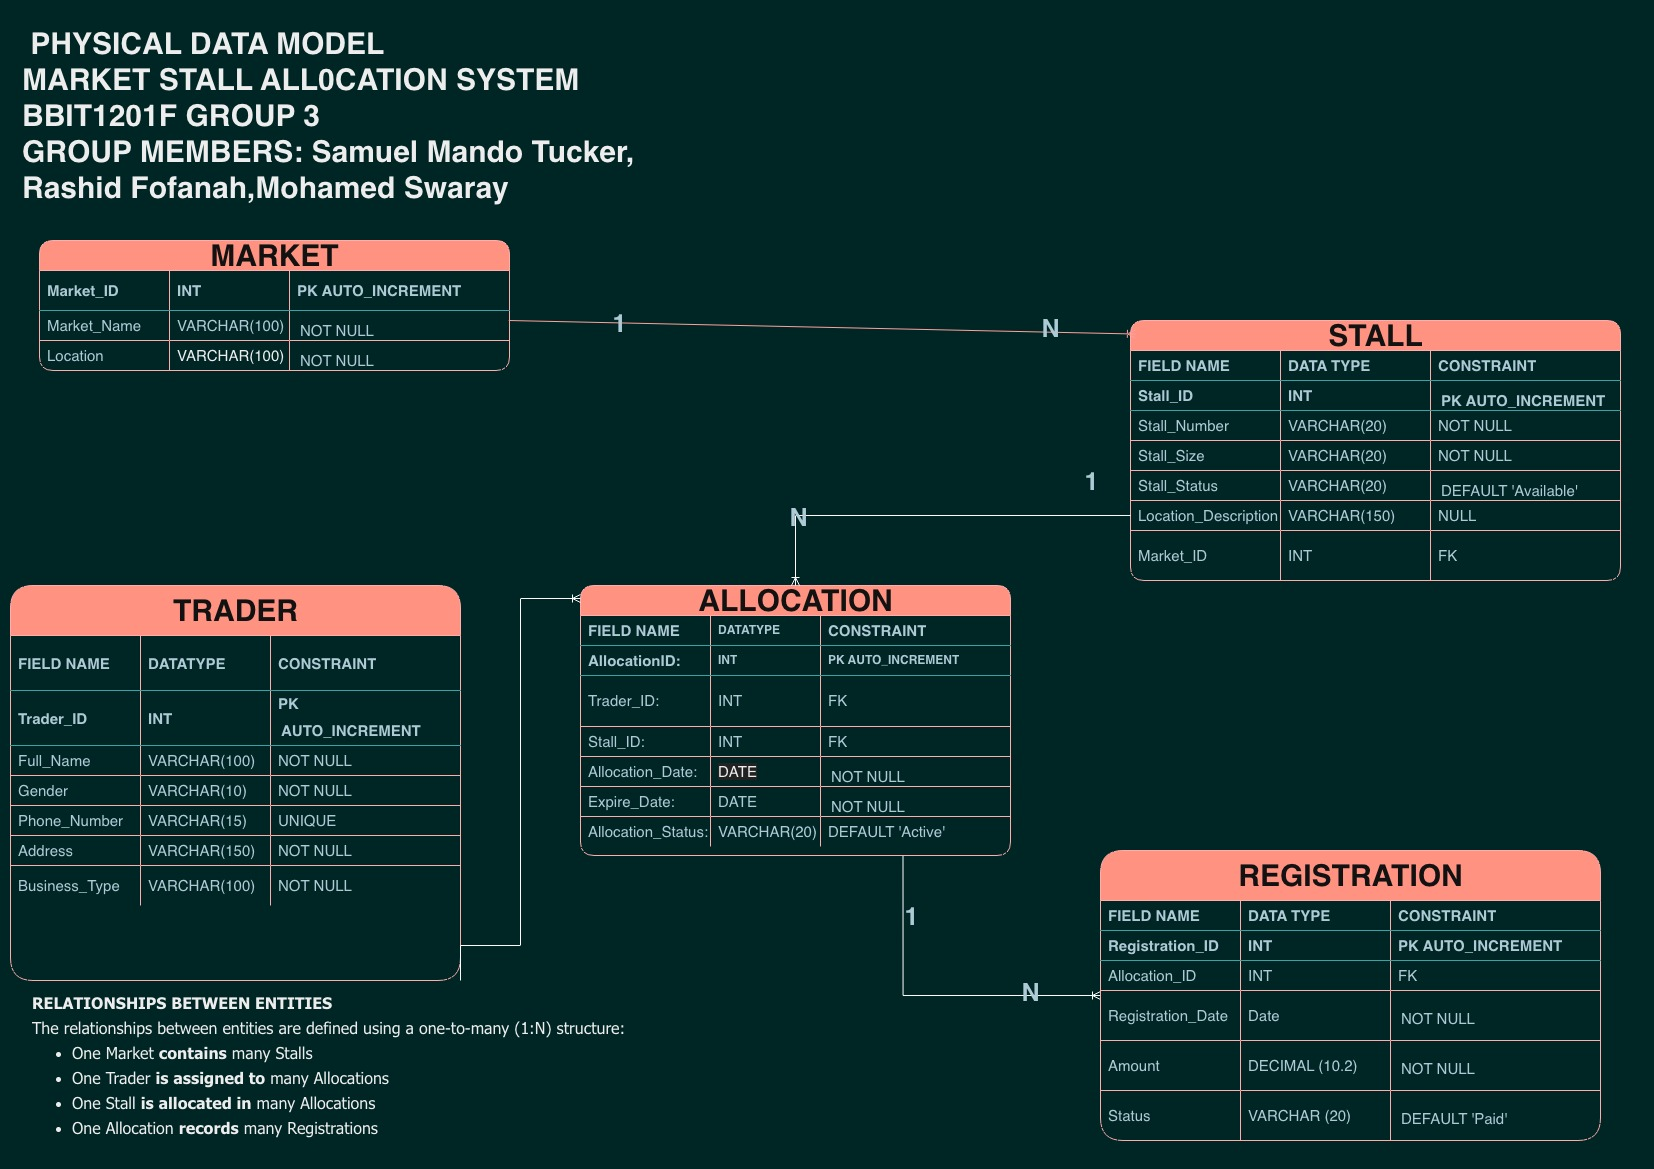 PHYSICAL DATA MODEL
MARKET STALL ALL0CATION SYSTEM
BBIT1201F GROUP 3
GROUP MEMBERS: Samuel Mando Tucker,
Rashid Fofanah,Mohamed Swaray
MARKET
Market_ID INT PK AUTO_INCREMENT
Market_Name VARCHAR(100) NOT NULL
Location VARCHAR(100) NOT NULL
1
N
STALL
FIELD NAME DATA TYPE CONSTRAINT
Stall_ID INT PK AUTO_INCREMENT
Stall_Number VARCHAR(20) NOT NULL
Stall_Size VARCHAR(20) NOT NULL
Stall_Status VARCHAR(20) DEFAULT 'Available'
Location_Description VARCHAR(150) NULL
Market_ID INT FK
1
N
TRADER
FIELD NAME DATATYPE CONSTRAINT
Trader_ID INT PK
AUTO_INCREMENT
Full_Name VARCHAR(100) NOT NULL
Gender VARCHAR(10) NOT NULL
Phone_Number VARCHAR(15) UNIQUE
Address VARCHAR(150) NOT NULL
Business_Type VARCHAR(100) NOT NULL
ALLOCATION
FIELD NAME DATATYPE CONSTRAINT
AllocationID: INT PK AUTO_INCREMENT
Trader_ID: INT FK
Stall_ID: INT FK
Allocation_Date: DATE NOT NULL
Expire_Date: DATE NOT NULL
Allocation_Status: VARCHAR(20) DEFAULT 'Active'
1
N
REGISTRATION
FIELD NAME DATA TYPE CONSTRAINT
Registration_ID INT PK AUTO_INCREMENT
Allocation_ID INT FK
Registration_Date Date NOT NULL
Amount DECIMAL (10.2) NOT NULL
Status VARCHAR (20) DEFAULT 'Paid'
RELATIONSHIPS BETWEEN ENTITIES
The relationships between entities are defined using a one-to-many (1:N) structure:
• One Market contains many Stalls
• One Trader is assigned to many Allocations
• One Stall is allocated in many Allocations
• One Allocation records many Registrations